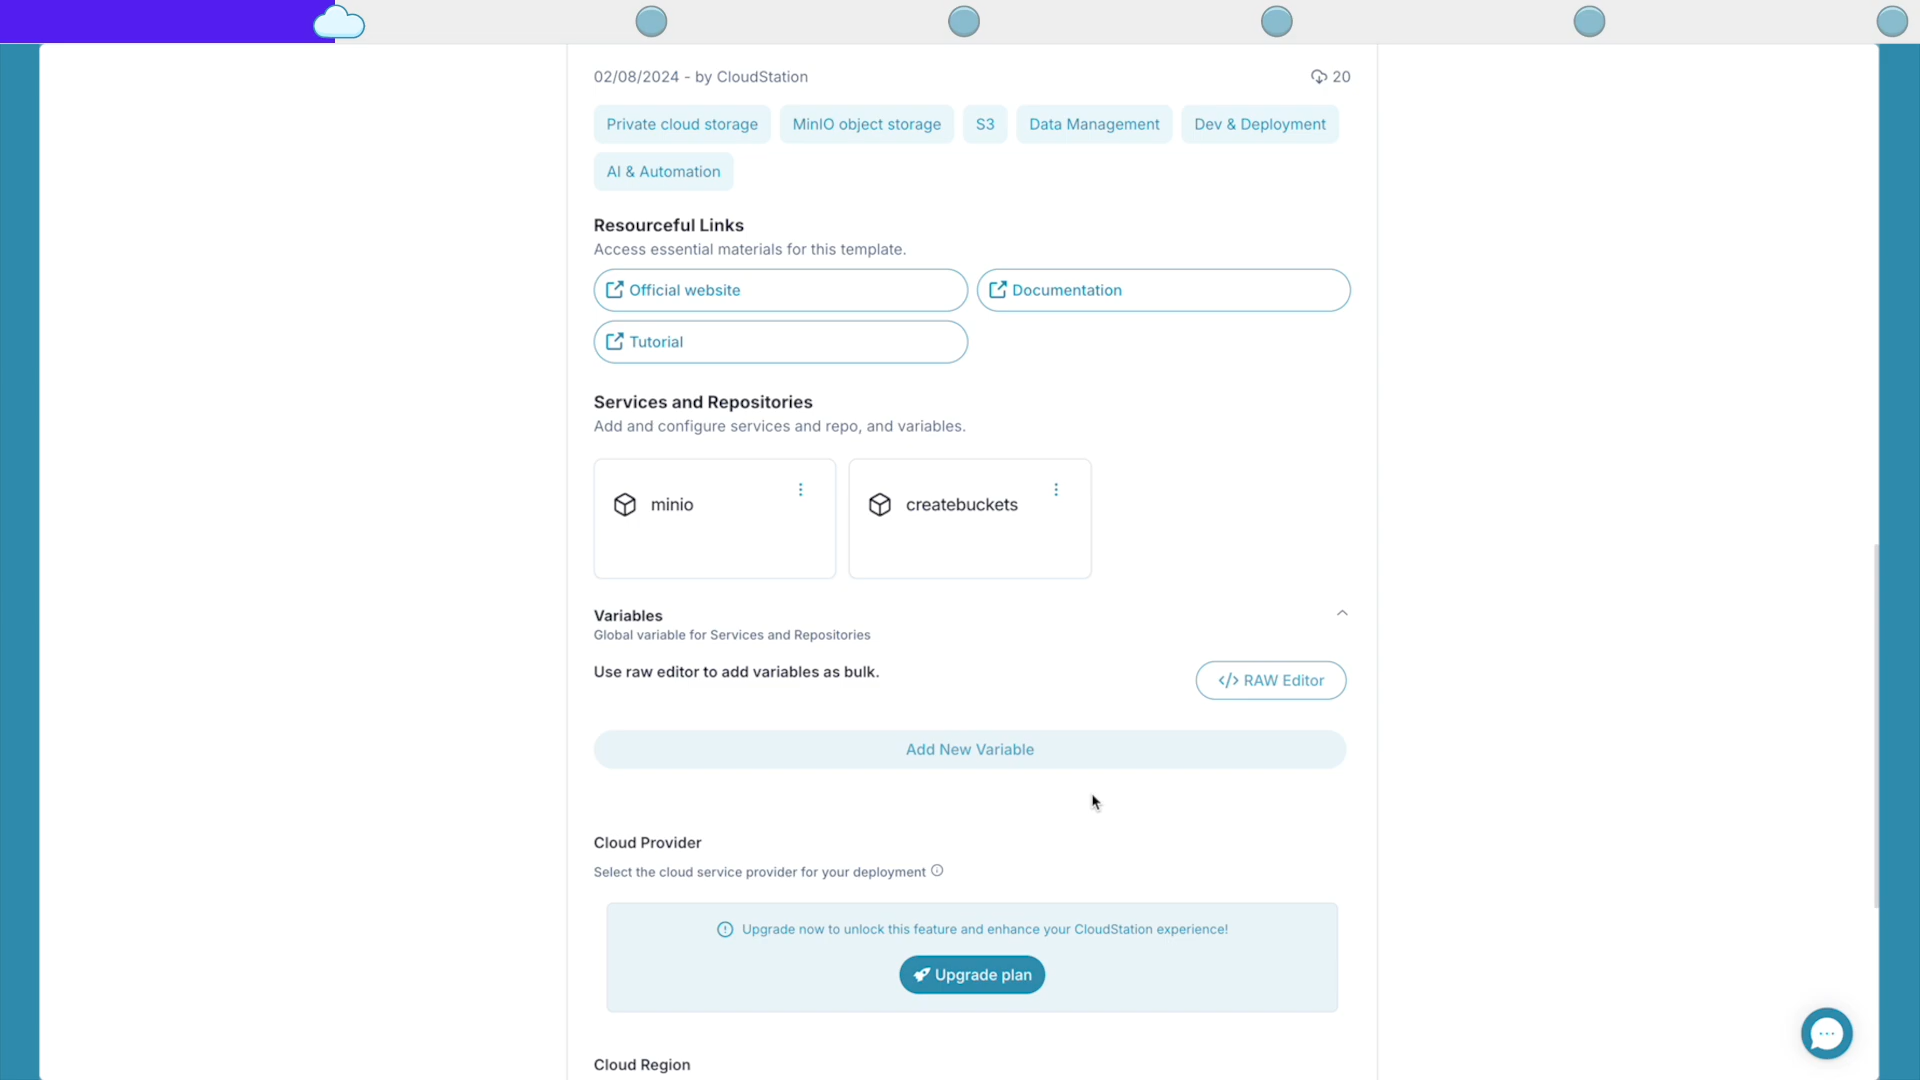 02/08/2024 - by CloudStation
20
Private cloud storage
MinIO object storage
S3
Data Management
Dev & Deployment
AI & Automation
Resourceful Links
Access essential materials for this template.
Official website
Documentation
Tutorial
Services and Repositories
Add and configure services and repo, and variables.
minio
createbuckets
Variables
Global variable for Services and Repositories
Use raw editor to add variables as bulk.
</> RAW Editor
Add New Variable
Cloud Provider
Select the cloud service provider for your deployment
Upgrade now to unlock this feature and enhance your CloudStation experience!
Upgrade plan
Cloud Region